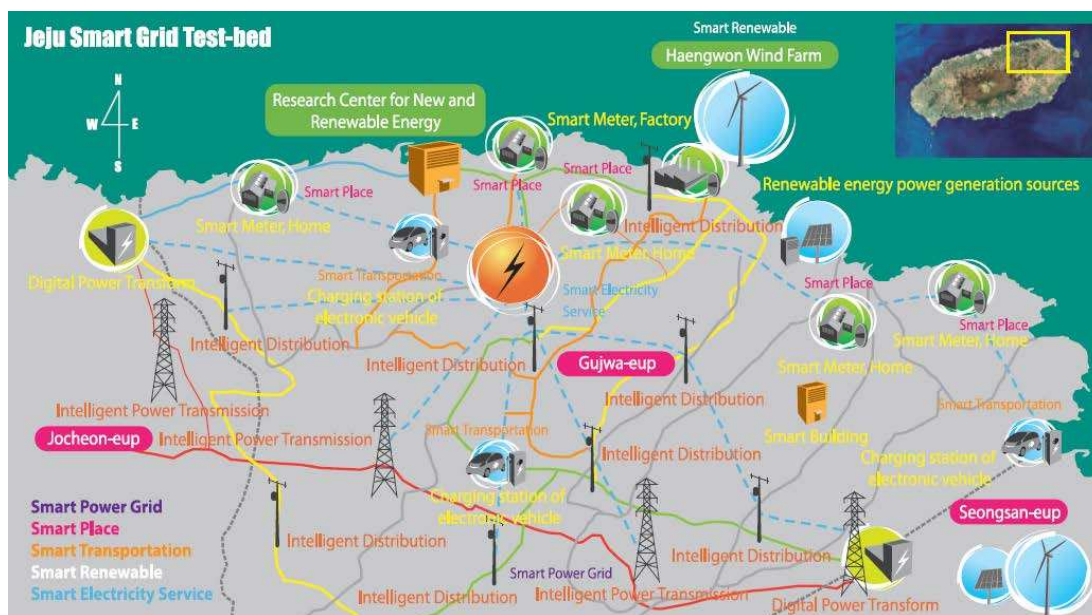 Jeju Smart Grid Test-bed
Smart Renewable
Haengwon Wind Farm
N
W E
S
Research Center for New and
Renewable Energy
Smart Meter, Factory
Smart Place
Smart Place
Smart Place
Renewable energy power generation sources
Smart Meter, Home
Intelligent Distribution
Smart Meter, Home
Digital Power Transform
Smart Transportation
Charging station of
electronic vehicle
Smart Electricity
Service
Smart Place
Smart Place
Smart Meter, Home
Intelligent Distribution
Intelligent Distribution
Gujwa-eup
Smart Meter, Home
Intelligent Distribution
Intelligent Power Transmission
Smart Transportation
Jocheon-eup
Intelligent Power Transmission
Smart Transportation
Smart Building
Intelligent Distribution
Charging station of
electronic vehicle
Charging station of
electronic vehicle
Seongsan-eup
Smart Power Grid
Smart Place
Smart Transportation
Smart Renewable
Smart Electricity Service
Intelligent Distribution
Intelligent Distribution
Smart Power Grid
Intelligent Distribution
Intelligent Power Transmission
Digital Power Transform